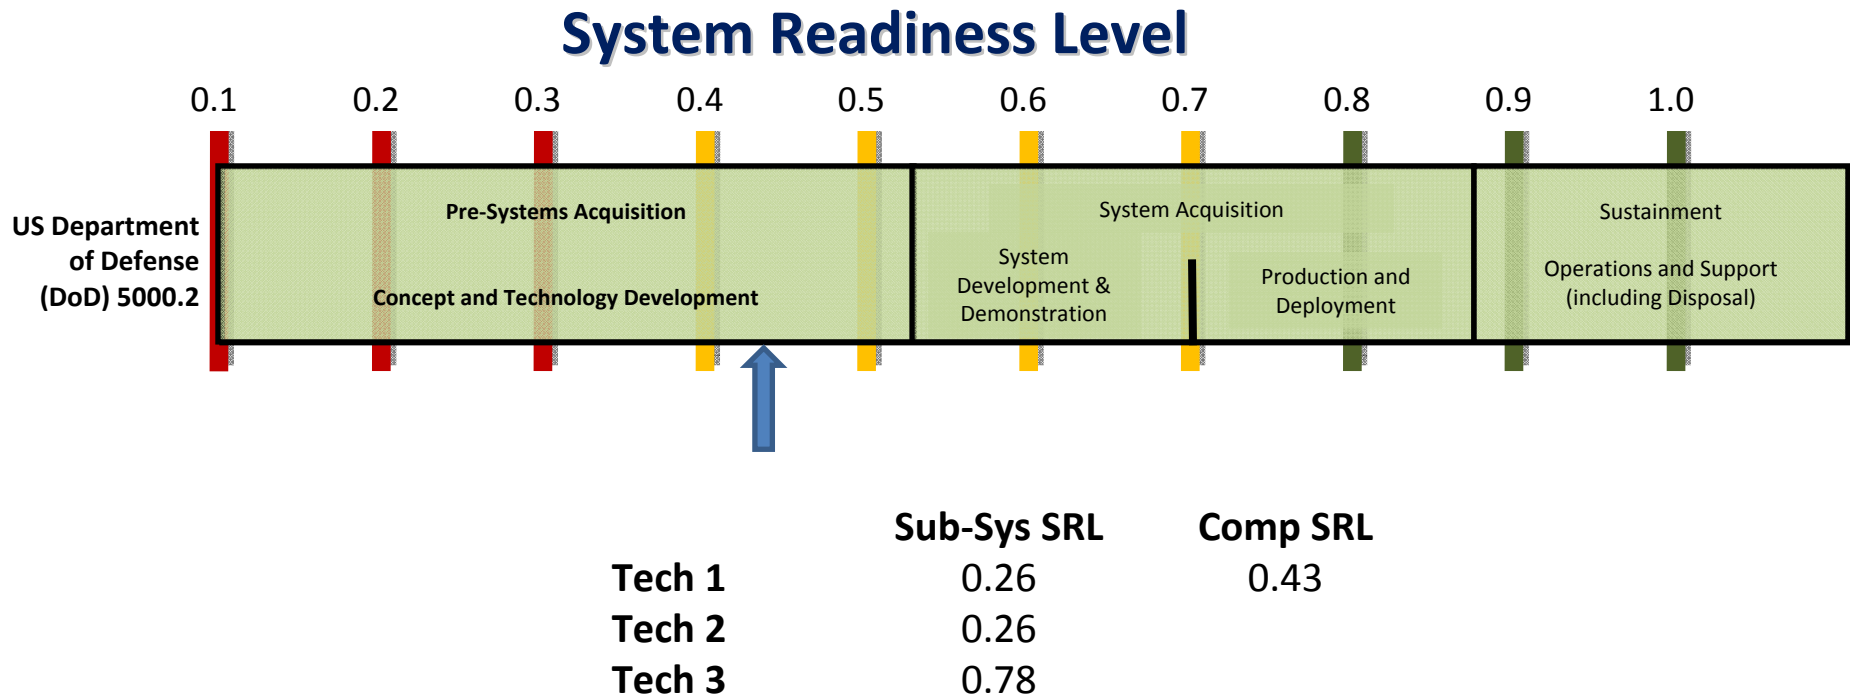 System Readiness Level
0.1 0.2 0.3 0.4 0.5 0.6 0.7 0.8 0.9 1.0
US Department
of Defense
(DoD) 5000.2
Pre-Systems Acquisition
Concept and Technology Development
System Acquisition
System
Development &
Demonstration
Production and
Deployment
Sustainment
Operations and Support
(including Disposal)
Sub-Sys SRL Comp SRL
Tech 1 0.26 0.43
Tech 2 0.26
Tech 3 0.78